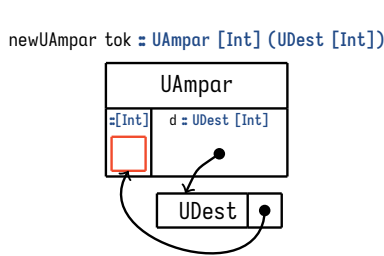 newUAmpar tok :: UAmpar [Int] (UDest [Int])
UAmpar
::[Int]
d :: UDest [Int]
UDest